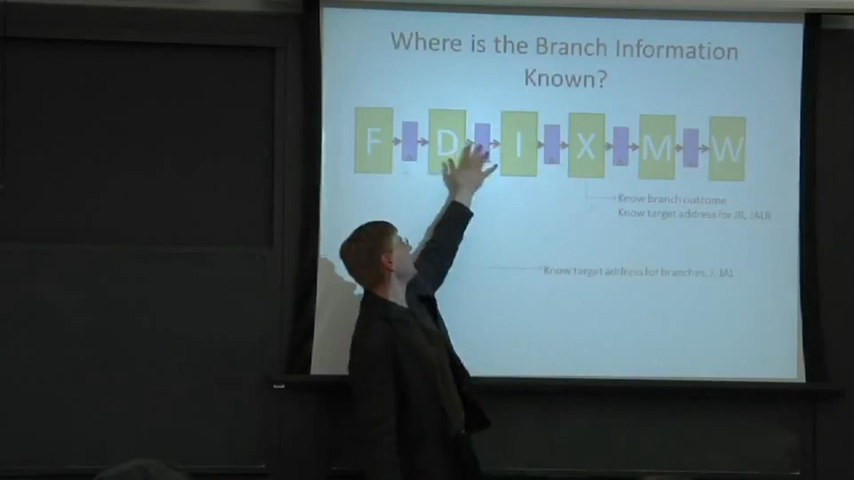 Where is the Branch Information
Known?
F D I X M W
Know branch outcome
Know target address for JR, JALR
Know target address for branches, J, JAL